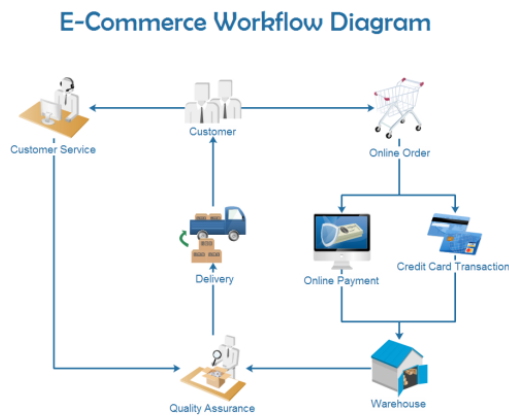 E-Commerce Workflow Diagram
Customer Service
Customer
Online Order
Delivery
Online Payment
Credit Card Transaction
Quality Assurance
Warehouse